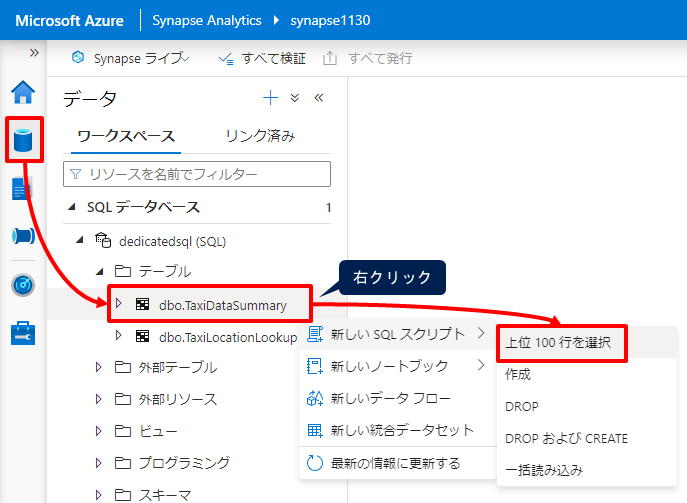 Microsoft Azure
Synapse Analytics
synapse1130
Synapse ライブ
すべて検証
すべて発行
データ
ワークスペース
リンク済み
リソースを名前でフィルター
SQL データベース
1
dedicatedsql (SQL)
テーブル
右クリック
dbo.TaxiDataSummary
dbo.TaxiLocationLookup
新しい SQL スクリプト
上位 100 行を選択
外部テーブル
新しいノートブック
作成
外部リソース
新しいデータ フロー
DROP
ビュー
新しい統合データセット
DROP および CREATE
プログラミング
最新の情報に更新する
一括読み込み
スキーマ